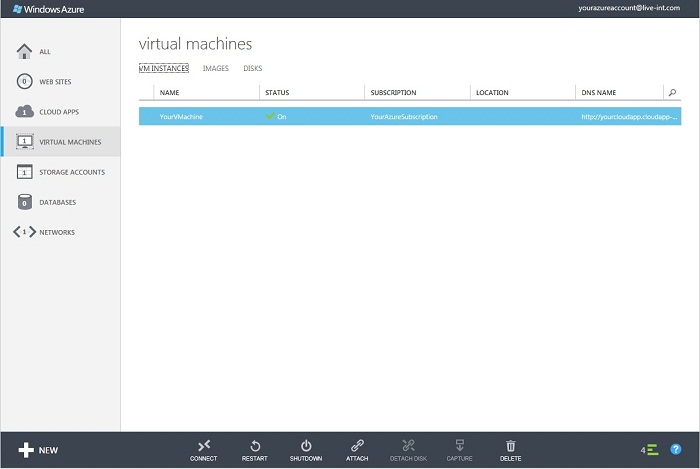 Windows Azure
yourazureaccount@live-int.com
ALL
0 WEB SITES
1 CLOUD APPS
1 VIRTUAL MACHINES
1 STORAGE ACCOUNTS
0 DATABASES
1 NETWORKS
virtual machines
VM INSTANCES IMAGES DISKS
NAME STATUS SUBSCRIPTION LOCATION DNS NAME
YourVMachine On YourAzureSubscription http://yourcloudapp.cloudapp-...
NEW
CONNECT RESTART SHUTDOWN ATTACH DETACH DISK CAPTURE DELETE
4 ?